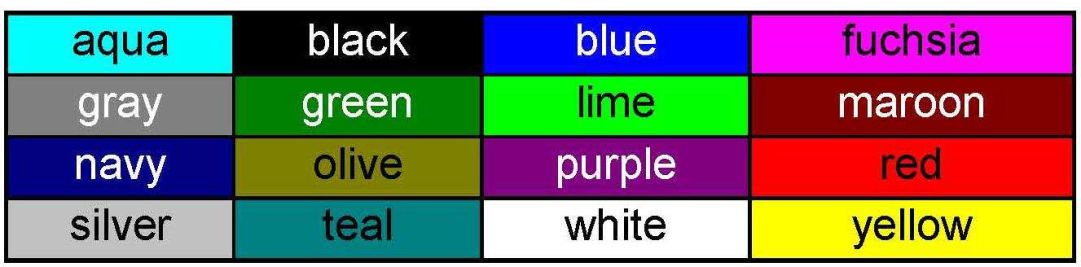 aqua black blue fuchsia
gray green lime maroon
navy olive purple red
silver teal white yellow